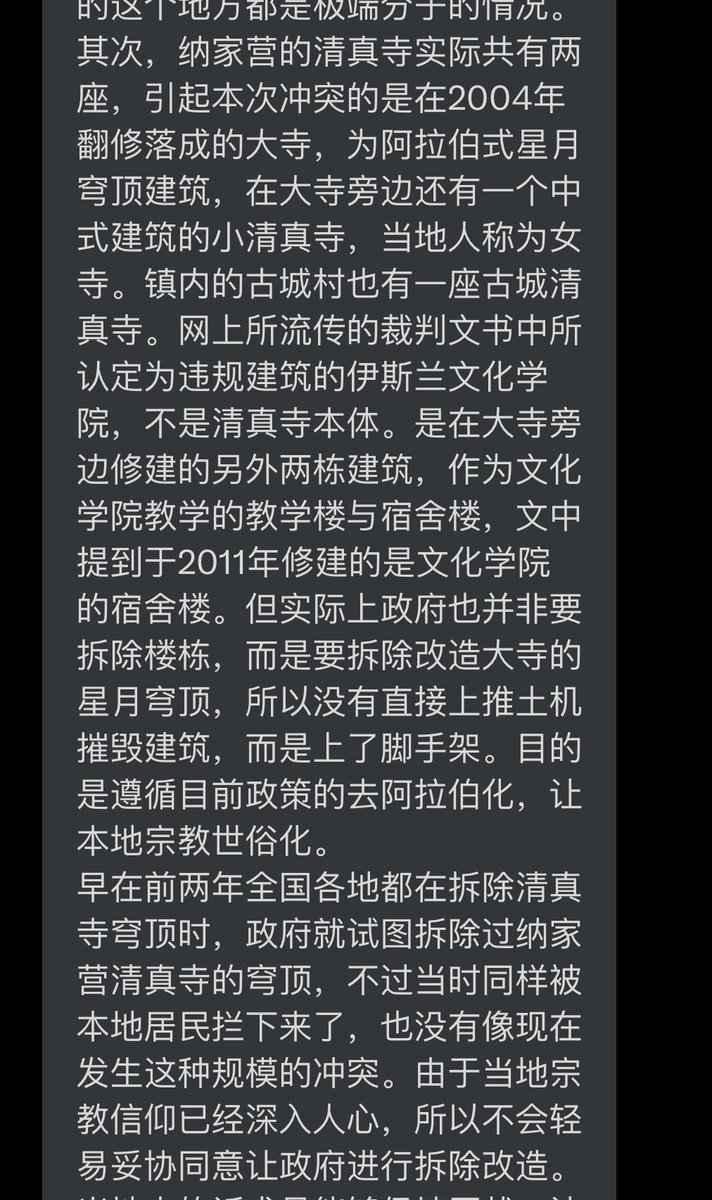 的这个地方都是极端分子的情况。
其次，纳家营的清真寺实际共有两
座，引起本次冲突的是在2004年
翻修落成的大寺，为阿拉伯式星月
穹顶建筑，在大寺旁边还有一个中
式建筑的小清真寺，当地人称为女
寺。镇内的古城村也有一座古城清
真寺。网上所流传的裁判文书中所
认定为违规建筑的伊斯兰文化学
院，不是清真寺本体。是在大寺旁
边修建的另外两栋建筑，作为文化
学院教学的教学楼与宿舍楼，文中
提到于2011年修建的是文化学院
的宿舍楼。但实际上政府也并非要
拆除楼栋，而是要拆除改造大寺的
星月穹顶，所以没有直接上推土机
摧毁建筑，而是上了脚手架。目的
是遵循目前政策的去阿拉伯化，让
本地宗教世俗化。
早在前两年全国各地都在拆除清真
寺穹顶时，政府就试图拆除过纳家
营清真寺的穹顶，不过当时同样被
本地居民拦下来了，也没有像现在
发生这种规模的冲突。由于当地宗
教信仰已经深入人心，所以不会轻
易妥协同意让政府进行拆除改造。